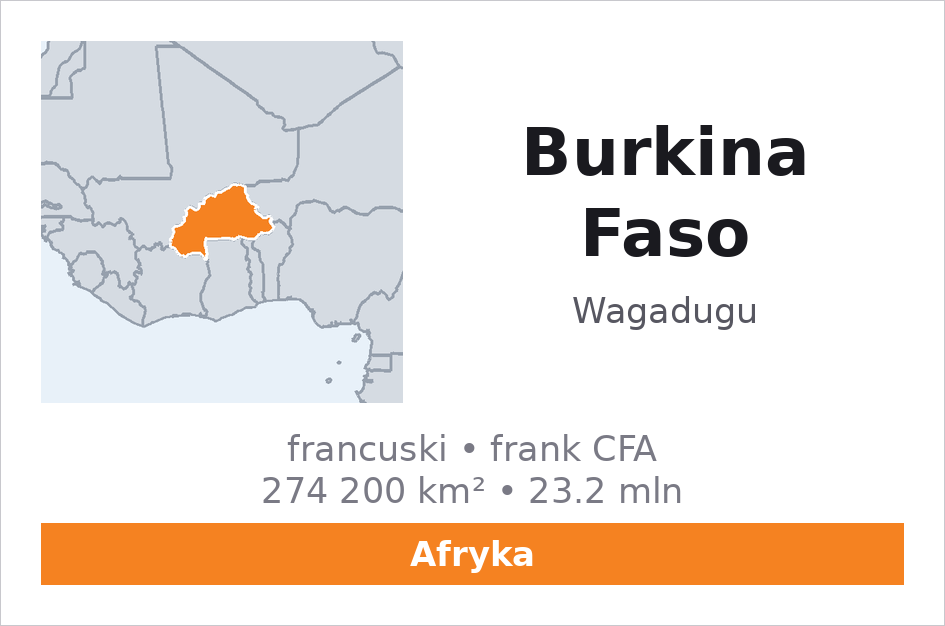 Burkina
Faso
Wagadugu
francuski • frank CFA
274 200 km² • 23.2 mln
Afryka